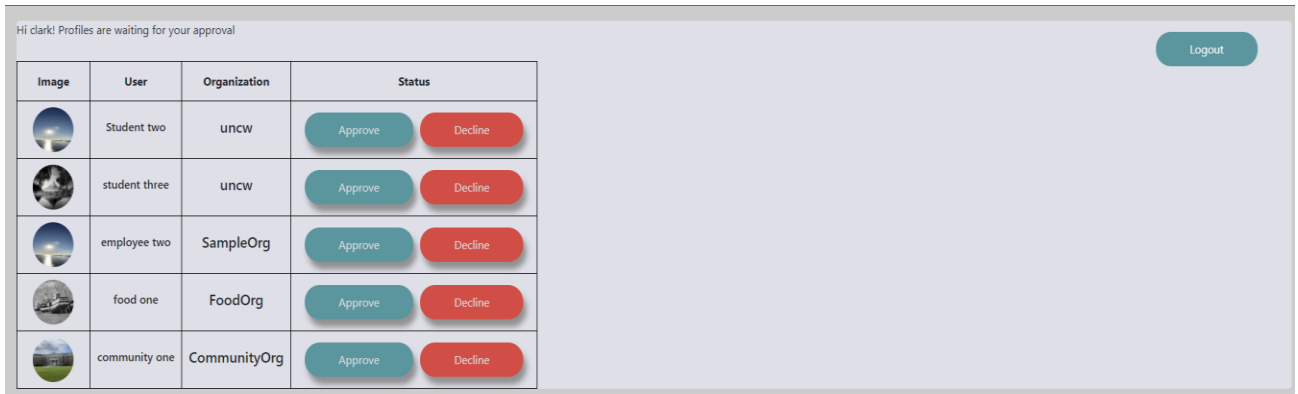 Hi clark! Profiles are waiting for your approval
Logout
Image User Organization Status
Student two uncw Approve Decline
student three uncw Approve Decline
employee two SampleOrg Approve Decline
food one FoodOrg Approve Decline
community one CommunityOrg Approve Decline